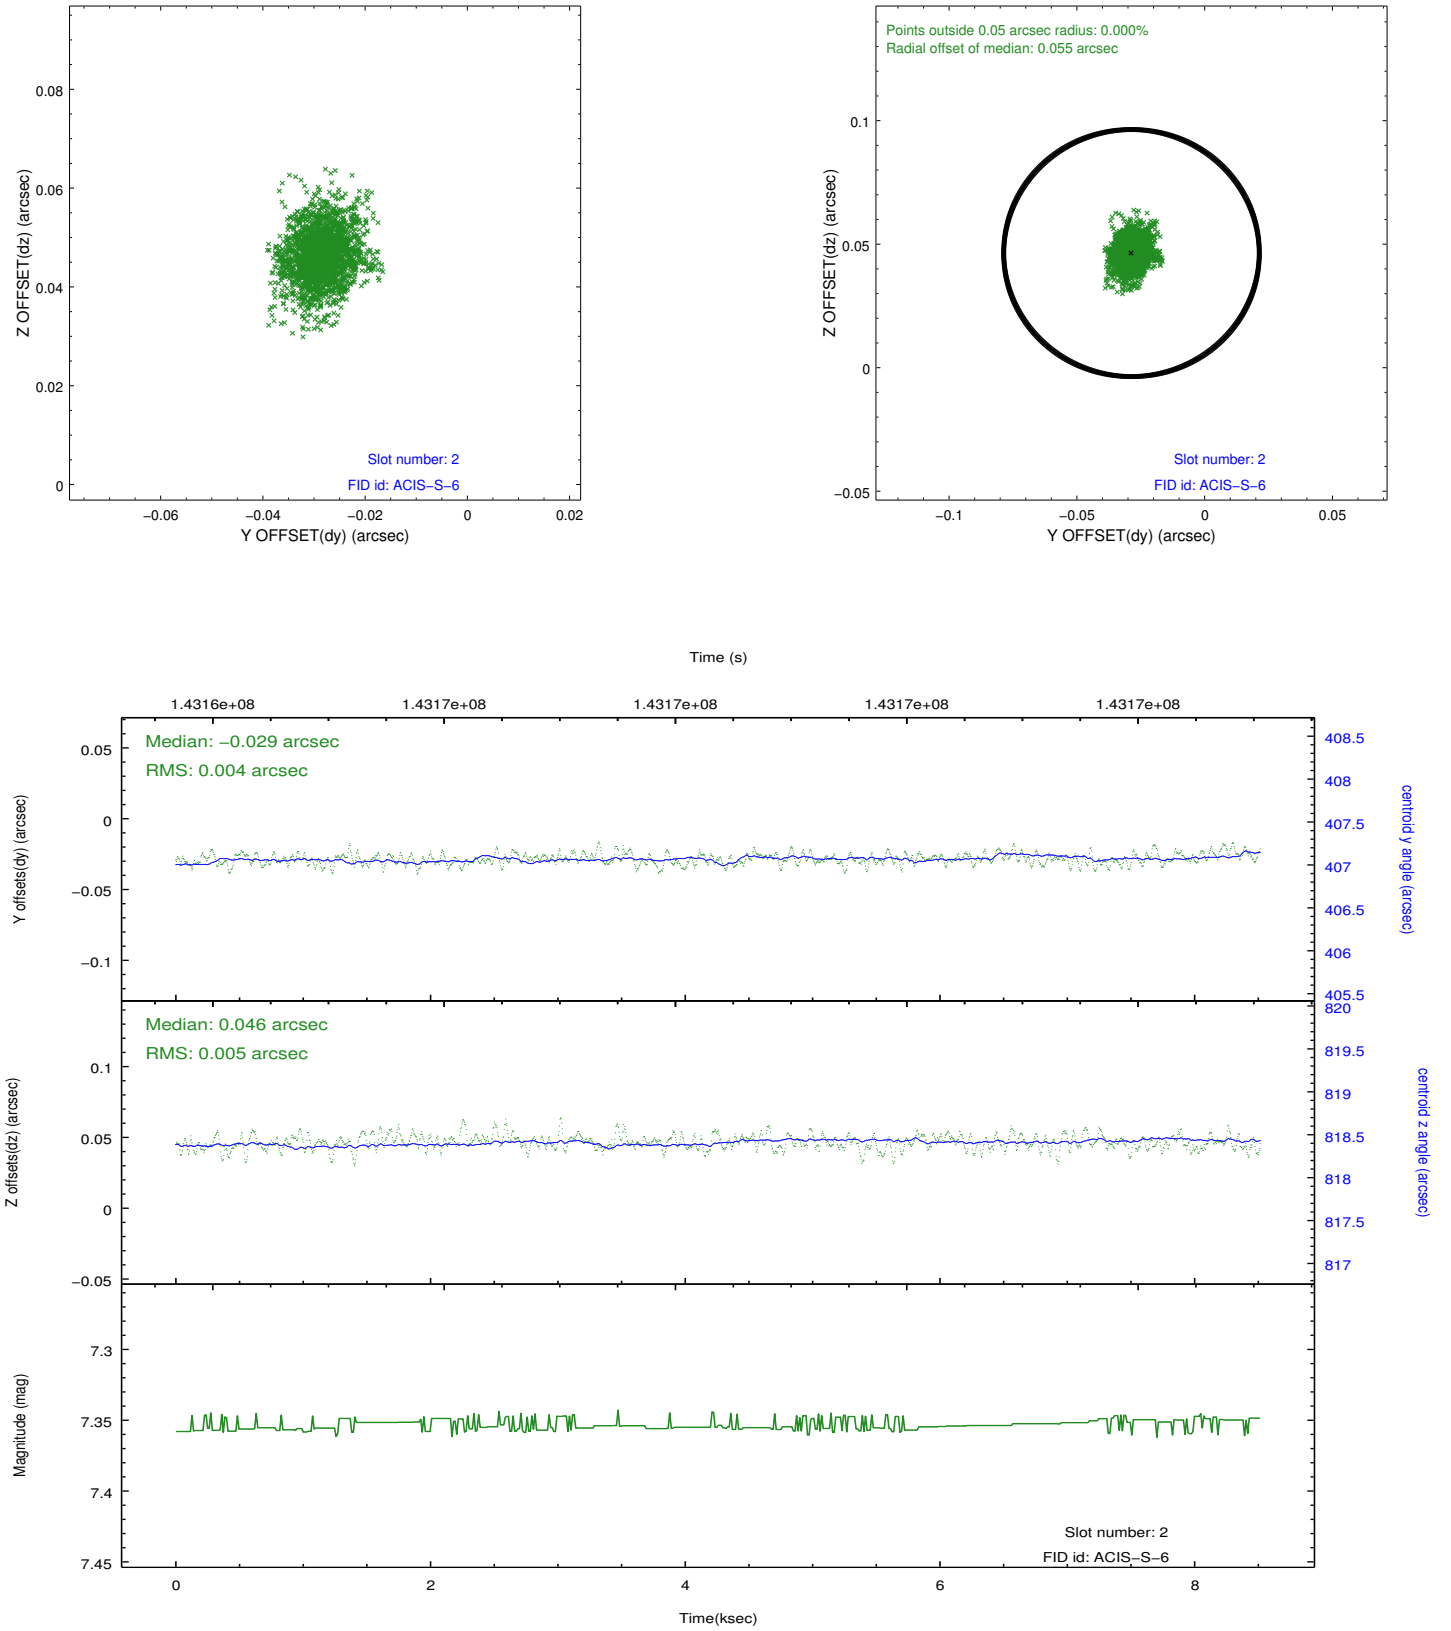 0.08
0.06
0.04
0.02
0
Z OFFSET(dz) (arcsec)
Slot number: 2
FID id: ACIS−S−6
−0.06
−0.04
−0.02
0
0.02
Y OFFSET(dy) (arcsec)
Points outside 0.05 arcsec radius: 0.000%
Radial offset of median: 0.055 arcsec
0.1
0.05
0
−0.05
Z OFFSET(dz) (arcsec)
Slot number: 2
FID id: ACIS−S−6
−0.1
−0.05
0
0.05
Y OFFSET(dy) (arcsec)
Time (s)
1.4316e+08
1.4317e+08
1.4317e+08
1.4317e+08
1.4317e+08
Median: −0.029 arcsec
RMS: 0.004 arcsec
0.05
0
−0.05
−0.1
Y offsets(dy) (arcsec)
408.5
408
407.5
407
406.5
406
405.5
centroid y angle (arcsec)
Median: 0.046 arcsec
RMS: 0.005 arcsec
0.1
0.05
0
−0.05
Z offsets(dz) (arcsec)
820
819.5
819
818.5
818
817.5
817
centroid z angle (arcsec)
7.3
7.35
7.4
7.45
Magnitude (mag)
Slot number: 2
FID id: ACIS−S−6
0
2
4
6
8
Time(ksec)